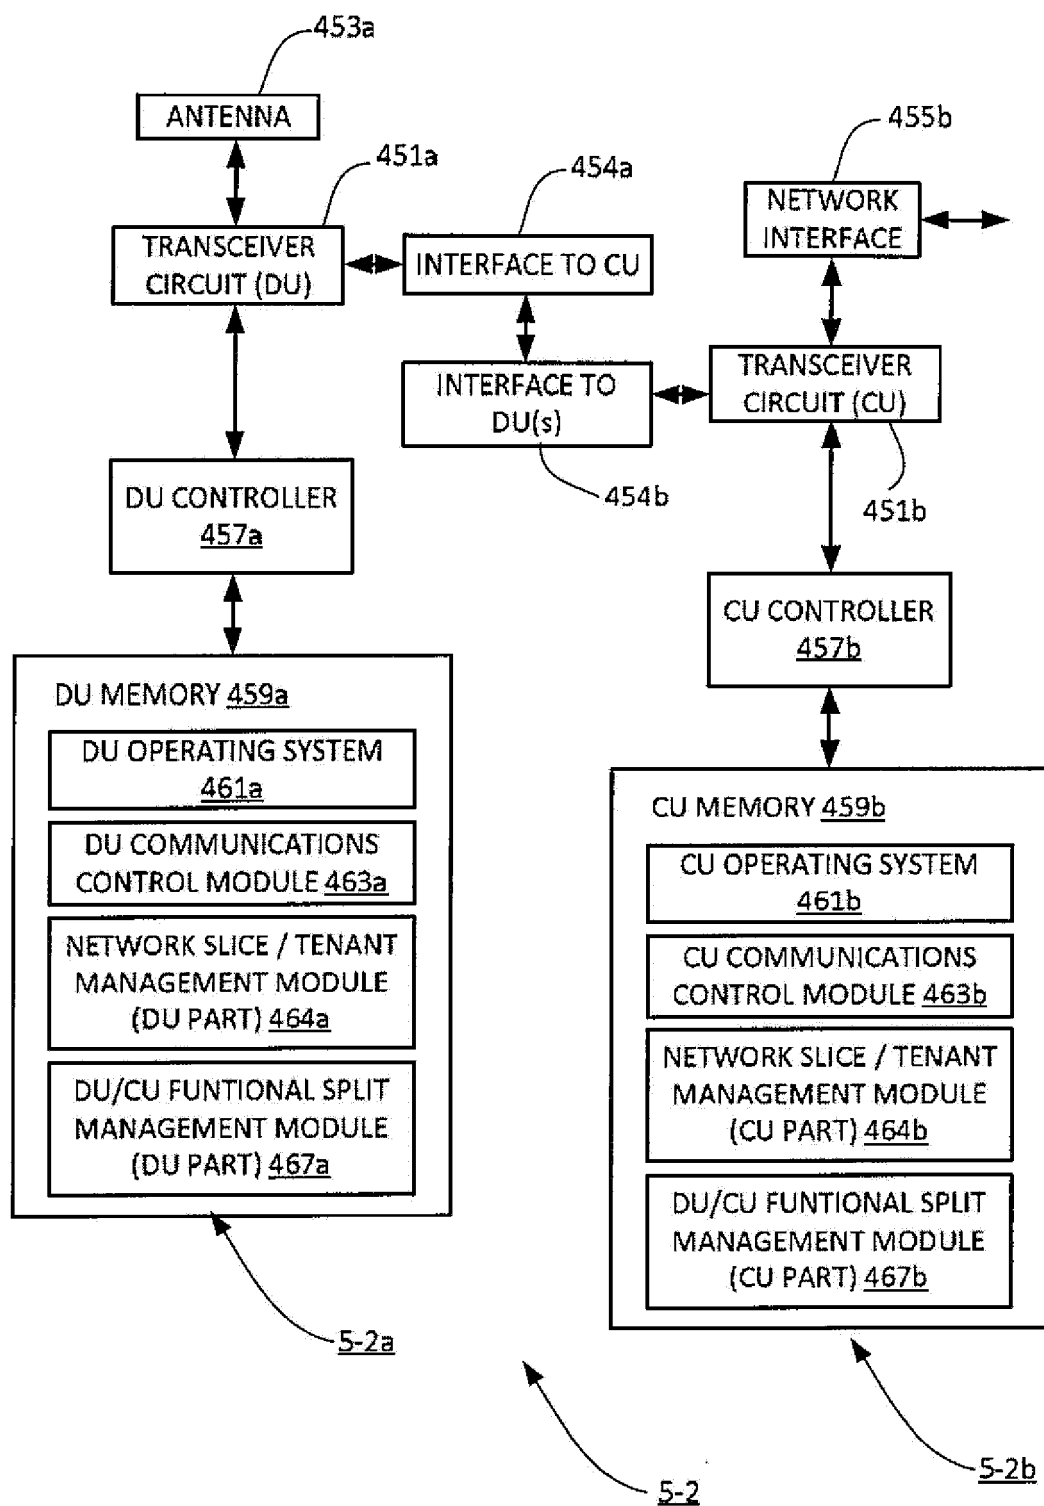 453a
ANTENNA
451a
454a
455b
TRANSCEIVER
CIRCUIT (DU)
INTERFACE TO CU
NETWORK
INTERFACE
INTERFACE TO
DU(s)
454b
TRANSCEIVER
CIRCUIT (CU)
451b
DU CONTROLLER
457a
CU CONTROLLER
457b
DU MEMORY 459a
DU OPERATING SYSTEM
461a
DU COMMUNICATIONS
CONTROL MODULE 463a
NETWORK SLICE / TENANT
MANAGEMENT MODULE
(DU PART) 464a
DU/CU FUNTIONAL SPLIT
MANAGEMENT MODULE
(DU PART) 467a
5-2a
CU MEMORY 459b
CU OPERATING SYSTEM
461b
CU COMMUNICATIONS
CONTROL MODULE 463b
NETWORK SLICE / TENANT
MANAGEMENT MODULE
(CU PART) 464b
DU/CU FUNTIONAL SPLIT
MANAGEMENT MODULE
(CU PART) 467b
5-2b
5-2